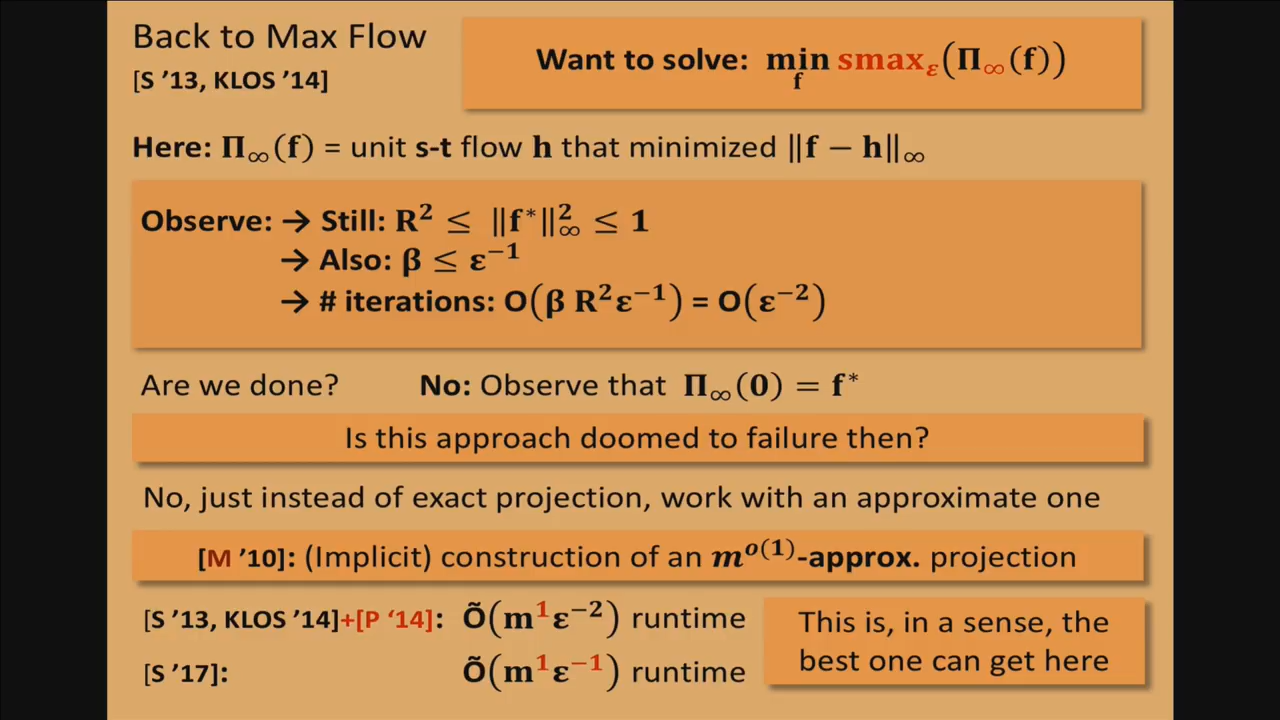 Back to Max Flow
[S ’13, KLOS ’14]
Want to solve: min_f smax_ε(Π_∞(f))
Here: Π_∞(f) = unit s-t flow h that minimized ||f − h||_∞
Observe: → Still: R² ≤ ||f*||²_∞ ≤ 1
→ Also: β ≤ ε⁻¹
→ # iterations: O(β R²ε⁻¹) = O(ε⁻²)
Are we done? No: Observe that Π_∞(0) = f*
Is this approach doomed to failure then?
No, just instead of exact projection, work with an approximate one
[M ’10]: (Implicit) construction of an m^o(1)-approx. projection
[S ’13, KLOS ’14]+[P ‘14]: Õ(m¹ε⁻²) runtime
[S ’17]: Õ(m¹ε⁻¹) runtime
This is, in a sense, the
best one can get here